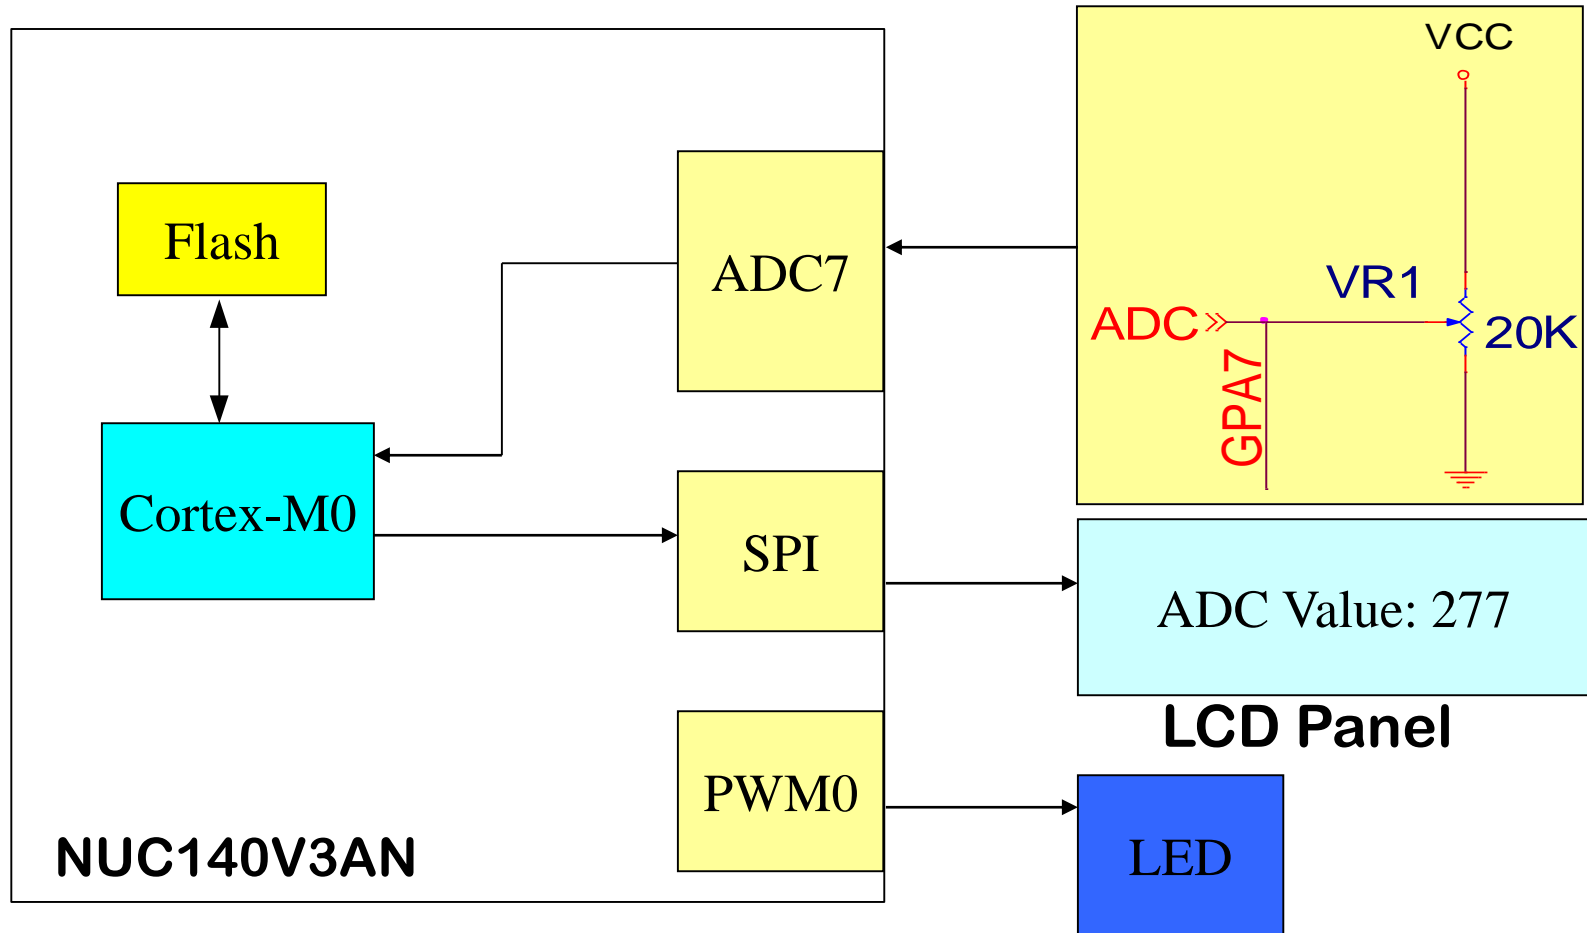 VCC
Flash
ADC7
VR1
ADC
20K
GPA7
Cortex-M0
SPI
ADC Value: 277
LCD Panel
PWM0
NUC140V3AN
LED